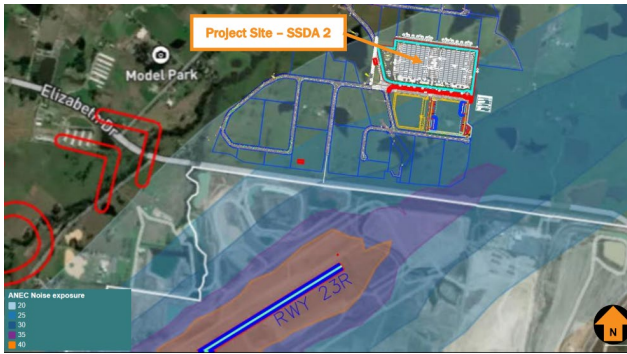 Project Site – SSDA 2
Model Park
Elizabeth Dr
RWY 23R
ANEC Noise exposure
20
25
30
35
40
N